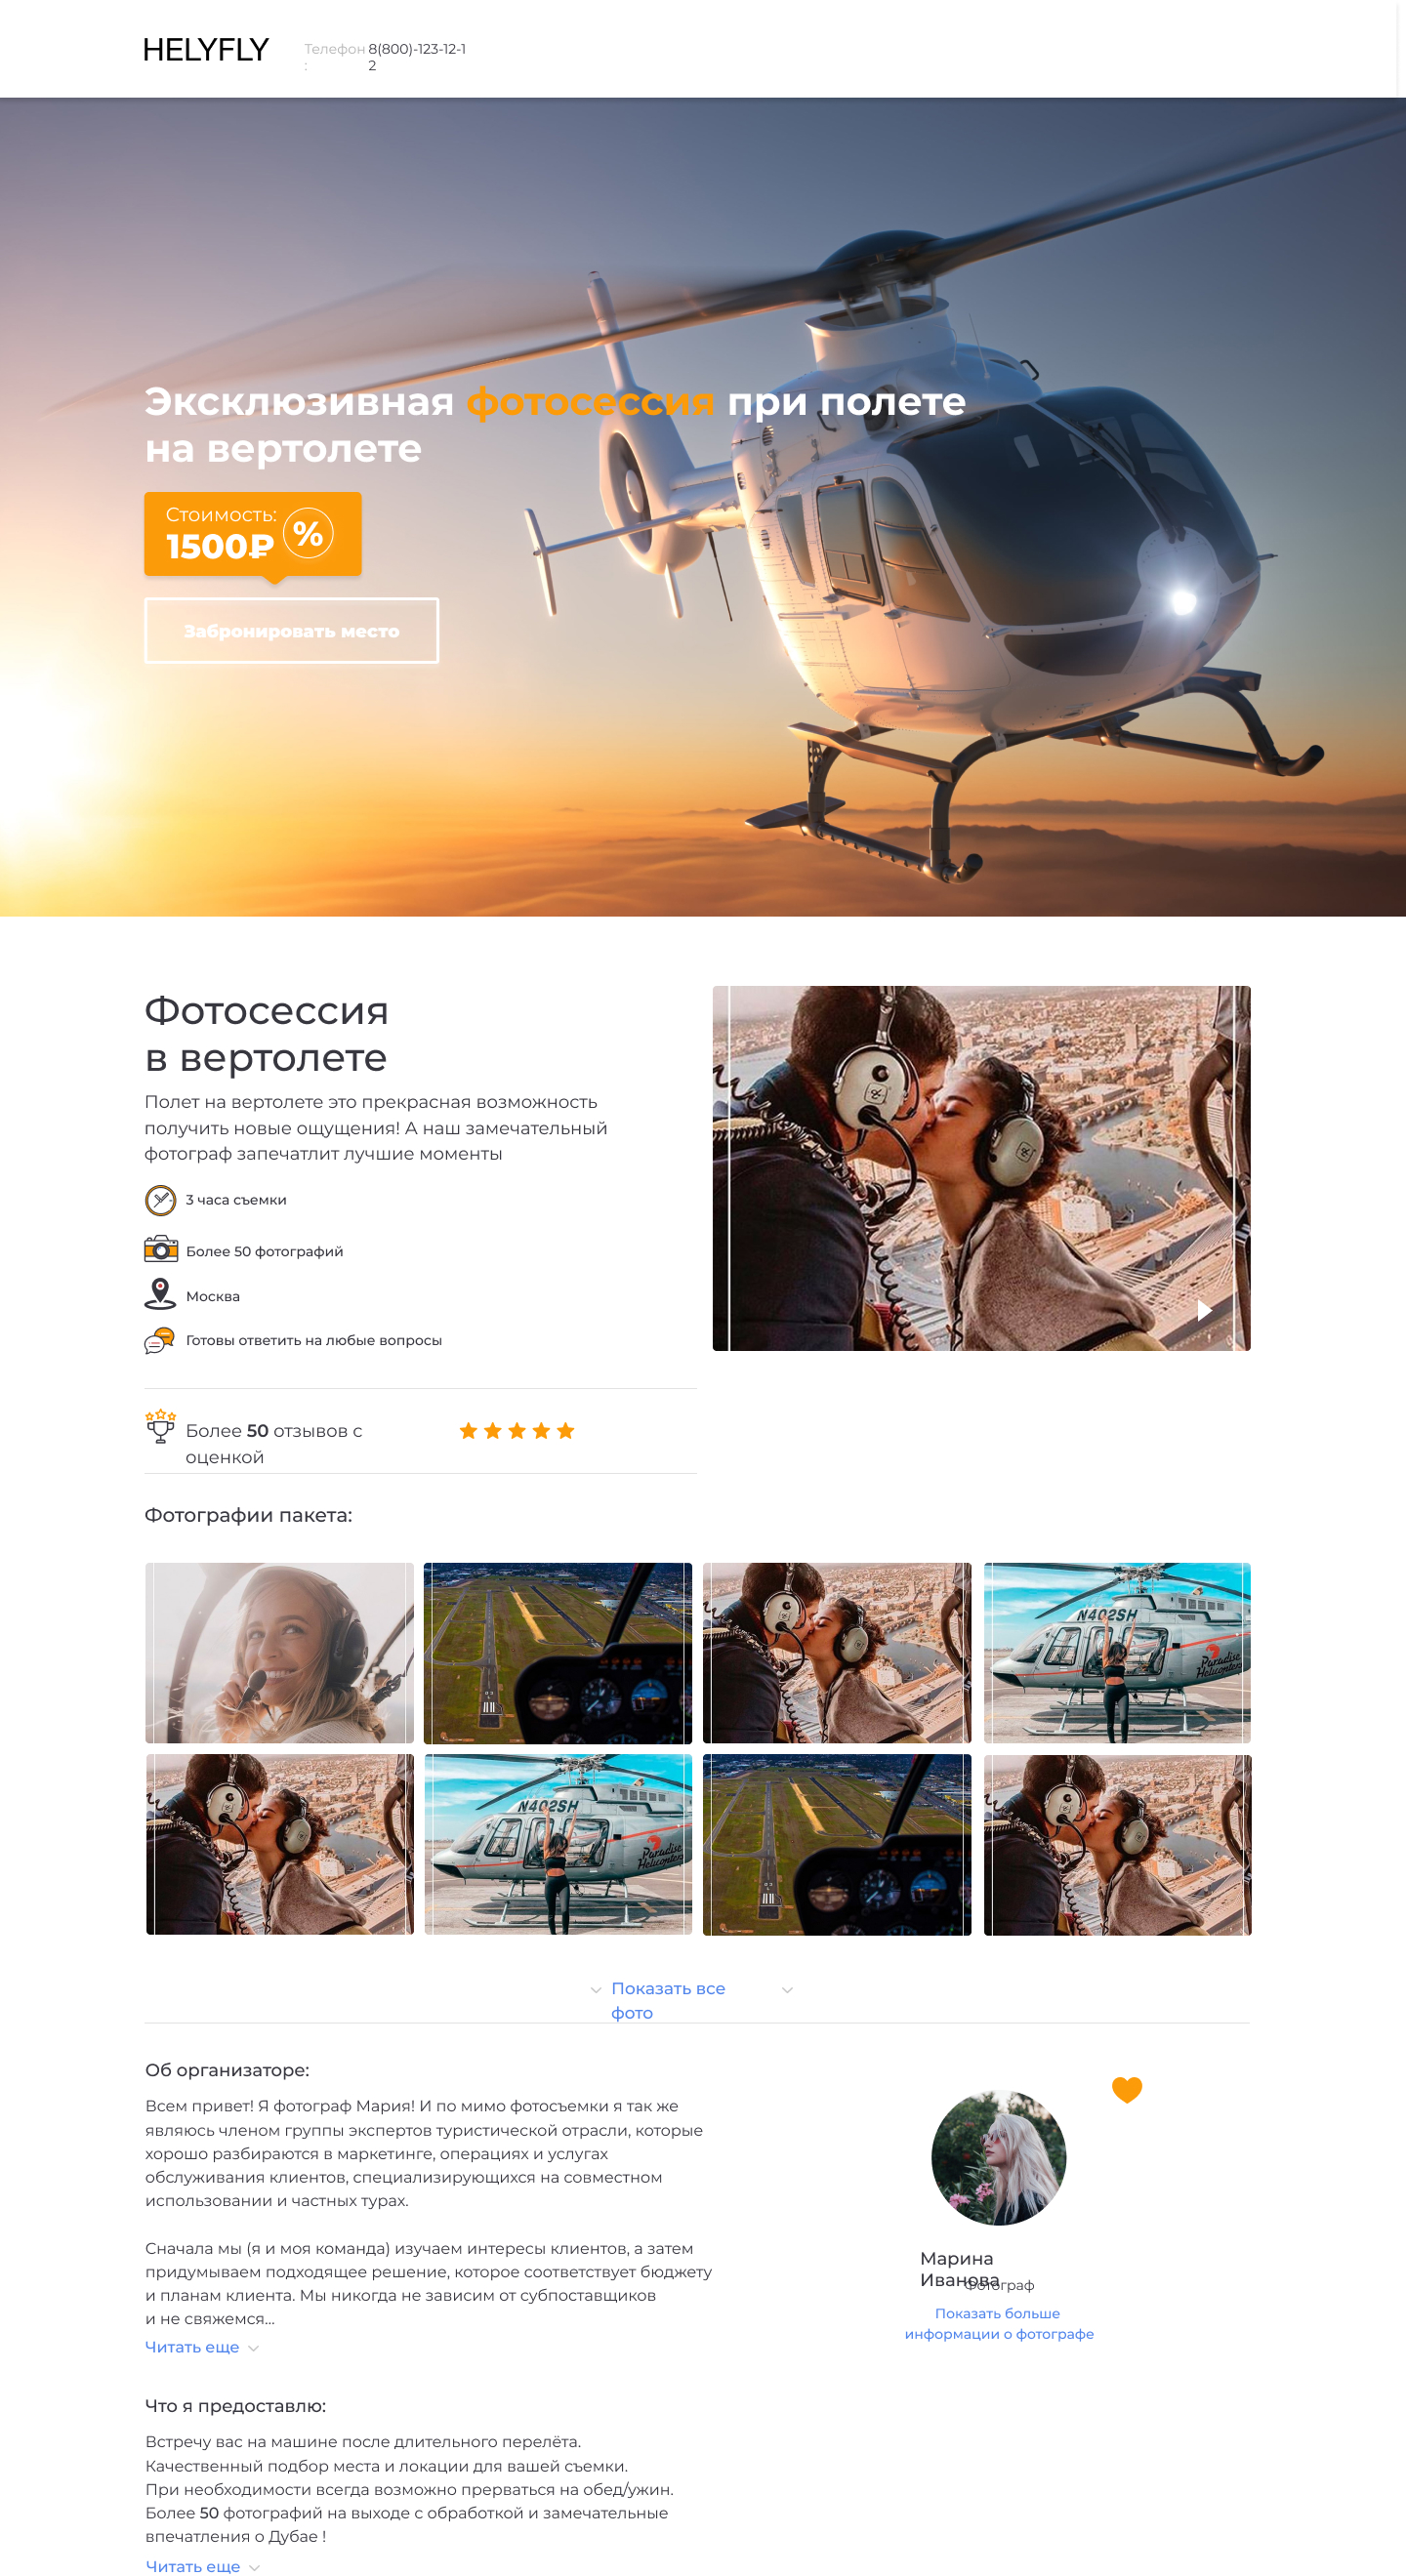 HELYFLY
Телефон 8(800)-123-12-1
: 2
Эксклюзивная фотосессия при полете
на вертолете
Стоимость:
1500₽ %
Забронировать место
Фотосессия
в вертолете
Полет на вертолете это прекрасная возможность
получить новые ощущения! А наш замечательный
фотограф запечатлит лучшие моменты
3 часа съемки
Более 50 фотографий
Москва
Готовы ответить на любые вопросы
Более 50 отзывов с
оценкой
Фотографии пакета:
N402SH
Paradise
Helicopters
N402SH
Paradise
Helicopters
Показать все
фото
Об организаторе:
Всем привет! Я фотограф Мария! И по мимо фотосъемки я так же
являюсь членом группы экспертов туристической отрасли, которые
хорошо разбираются в маркетинге, операциях и услугах
обслуживания клиентов, специализирующихся на совместном
использовании и частных турах.
Сначала мы (я и моя команда) изучаем интересы клиентов, а затем
придумываем подходящее решение, которое соответствует бюджету
и планам клиента. Мы никогда не зависим от субпоставщиков
и не свяжемся...
Читать еще
Марина
Иванова
Фотограф
Показать больше
информации о фотографе
Что я предоставлю:
Встречу вас на машине после длительного перелёта.
Качественный подбор места и локации для вашей съемки.
При необходимости всегда возможно прерваться на обед/ужин.
Более 50 фотографий на выходе с обработкой и замечательные
впечатления о Дубае !
Читать еще